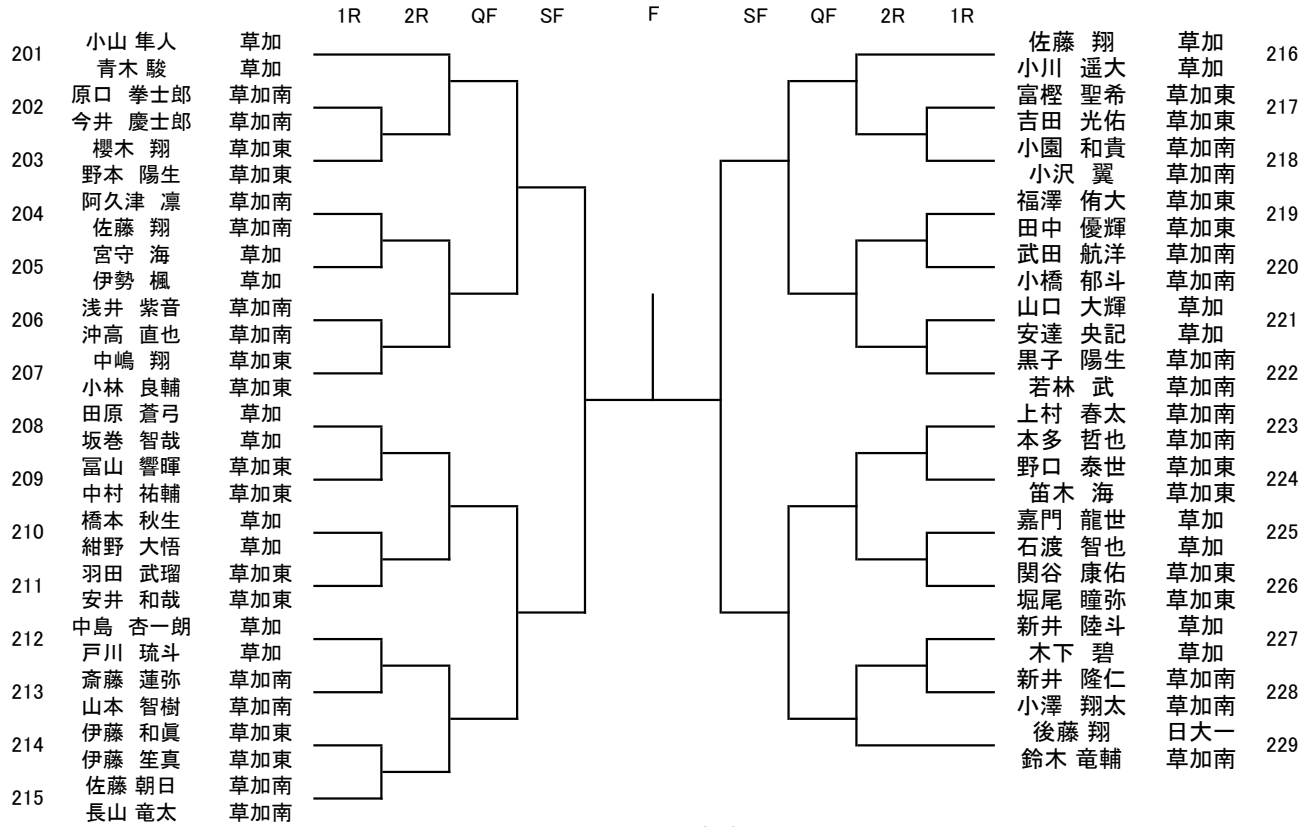 1R 2R QF SF F SF QF 2R 1R
201 小山 隼人 草加
青木 駿 草加
202 原口 拳士郎 草加南
今井 慶士郎 草加南
203 櫻木 翔 草加東
野本 陽生 草加東
204 阿久津 凛 草加南
佐藤 翔 草加南
205 宮守 海 草加
伊勢 楓 草加
206 浅井 紫音 草加南
沖高 直也 草加南
207 中嶋 翔 草加東
小林 良輔 草加東
208 田原 蒼弓 草加
坂巻 智哉 草加
209 冨山 響暉 草加東
中村 祐輔 草加東
210 橋本 秋生 草加
紺野 大悟 草加
211 羽田 武瑠 草加東
安井 和哉 草加東
212 中島 杏一朗 草加
戸川 琉斗 草加
213 斎藤 蓮弥 草加南
山本 智樹 草加南
214 伊藤 和眞 草加東
伊藤 笙真 草加東
215 佐藤 朝日 草加南
長山 竜太 草加南
佐藤 翔 草加 216
小川 遥大 草加
富樫 聖希 草加東 217
吉田 光佑 草加東
小園 和貴 草加南 218
小沢 翼 草加南
福澤 侑大 草加東 219
田中 優輝 草加東
武田 航洋 草加南 220
小橋 郁斗 草加南
山口 大輝 草加 221
安達 央記 草加
黒子 陽生 草加南 222
若林 武 草加南
上村 春太 草加南 223
本多 哲也 草加南
野口 泰世 草加東 224
笛木 海 草加東
嘉門 龍世 草加 225
石渡 智也 草加
関谷 康佑 草加東 226
堀尾 瞳弥 草加東
新井 陸斗 草加 227
木下 碧 草加
新井 隆仁 草加南 228
小澤 翔太 草加南
後藤 翔 日大一 229
鈴木 竜輔 草加南